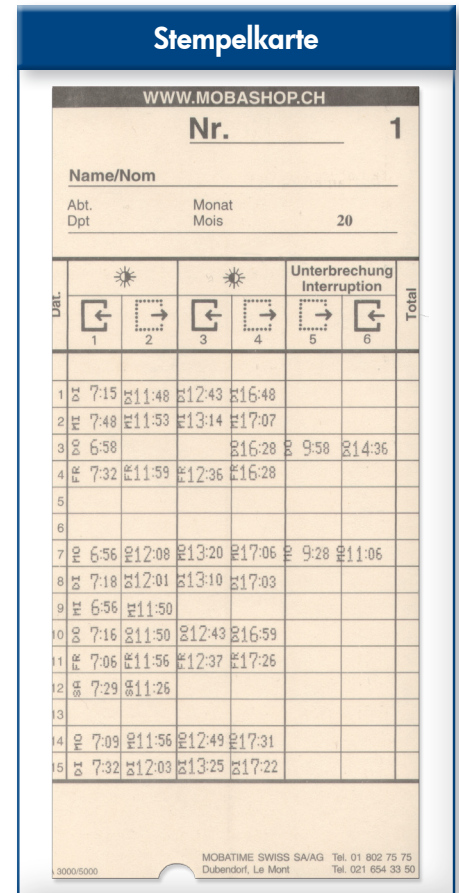 Stempelkarte
WWW.MOBASHOP.CH
Nr. 1
Name/Nom
Abt. Monat
Dpt Mois 20
Unterbrechung
Interruption
Dat. Total
1 2 3 4 5 6
1 DI 7:15 DI 11:48 DI 12:43 DI 16:48
2 MI 7:48 MI 11:53 MI 13:14 MI 17:07
3 DO 6:58 DO 16:28 DO 9:58 DO 14:36
4 FR 7:32 FR 11:59 FR 12:36 FR 16:28
5
6
7 MO 6:56 MO 12:08 MO 13:20 MO 17:06 MO 9:28 MO 11:06
8 DI 7:18 DI 12:01 DI 13:10 DI 17:03
9 MI 6:56 MI 11:50
10 DO 7:16 DO 11:50 DO 12:43 DO 16:59
11 FR 7:06 FR 11:56 FR 12:37 FR 17:26
12 SA 7:29 SA 11:26
13
14 MO 7:09 MO 11:56 MO 12:49 MO 17:31
15 DI 7:32 DI 12:03 DI 13:25 DI 17:22
MOBATIME SWISS SA/AG Tel. 01 802 75 75
3000/5000 Dubendorf, Le Mont Tel. 021 654 33 50